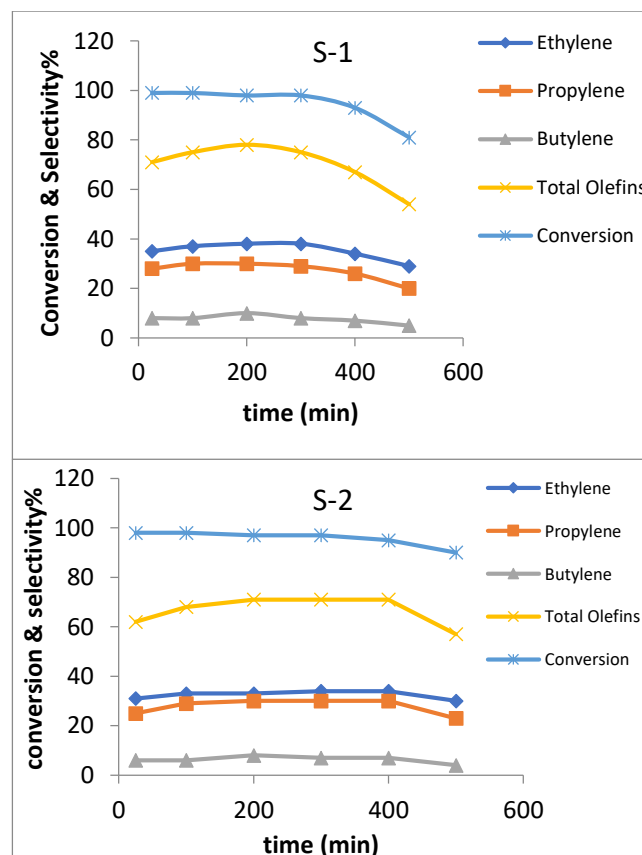 S-1
Conversion & Selectivity%
120
100
80
60
40
20
0
0 200 400 600
time (min)
Ethylene
Propylene
Butylene
Total Olefins
Conversion
S-2
conversion & selectivity%
120
100
80
60
40
20
0
0 200 400 600
time (min)
Ethylene
Propylene
Butylene
Total Olefins
Conversion